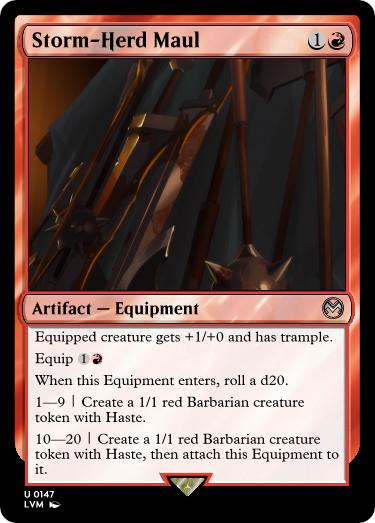 Storm-Herd Maul 1
Artifact — Equipment
Equipped creature gets +1/+0 and has trample.
Equip 1
When this Equipment enters, roll a d20.
1—9 | Create a 1/1 red Barbarian creature
token with Haste.
10—20 | Create a 1/1 red Barbarian creature
token with Haste, then attach this Equipment to
it.
U 0147
LVM